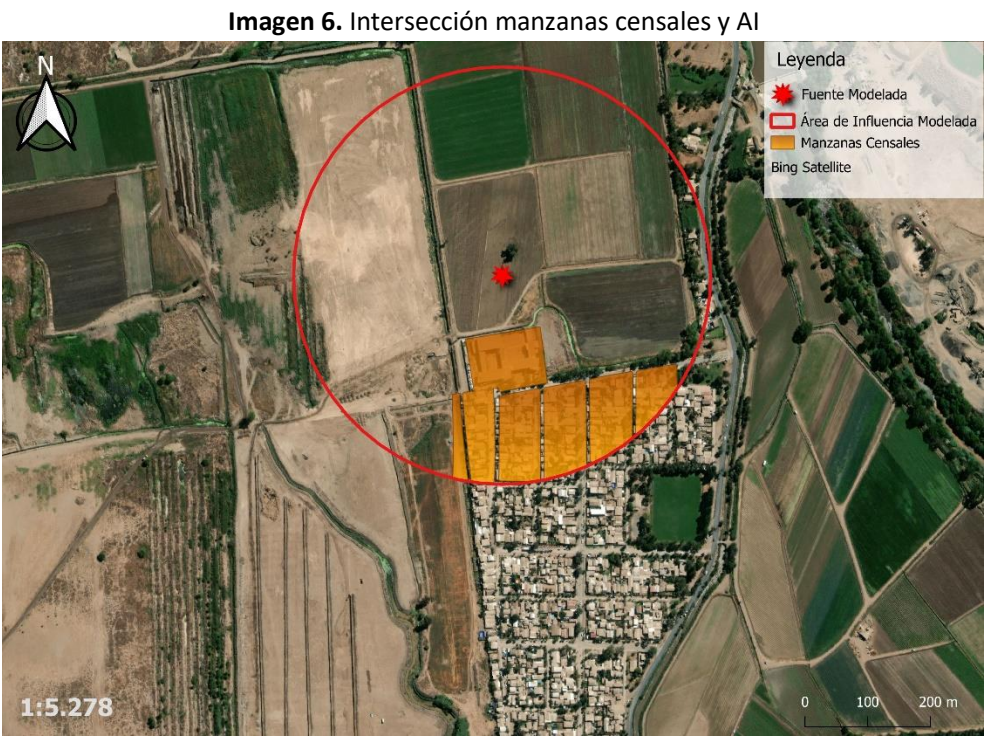 Imagen 6. Intersección manzanas censales y AI
N
Leyenda
Fuente Modelada
Área de Influencia Modelada
Manzanas Censales
Bing Satellite
1:5.278
0 100 200 m